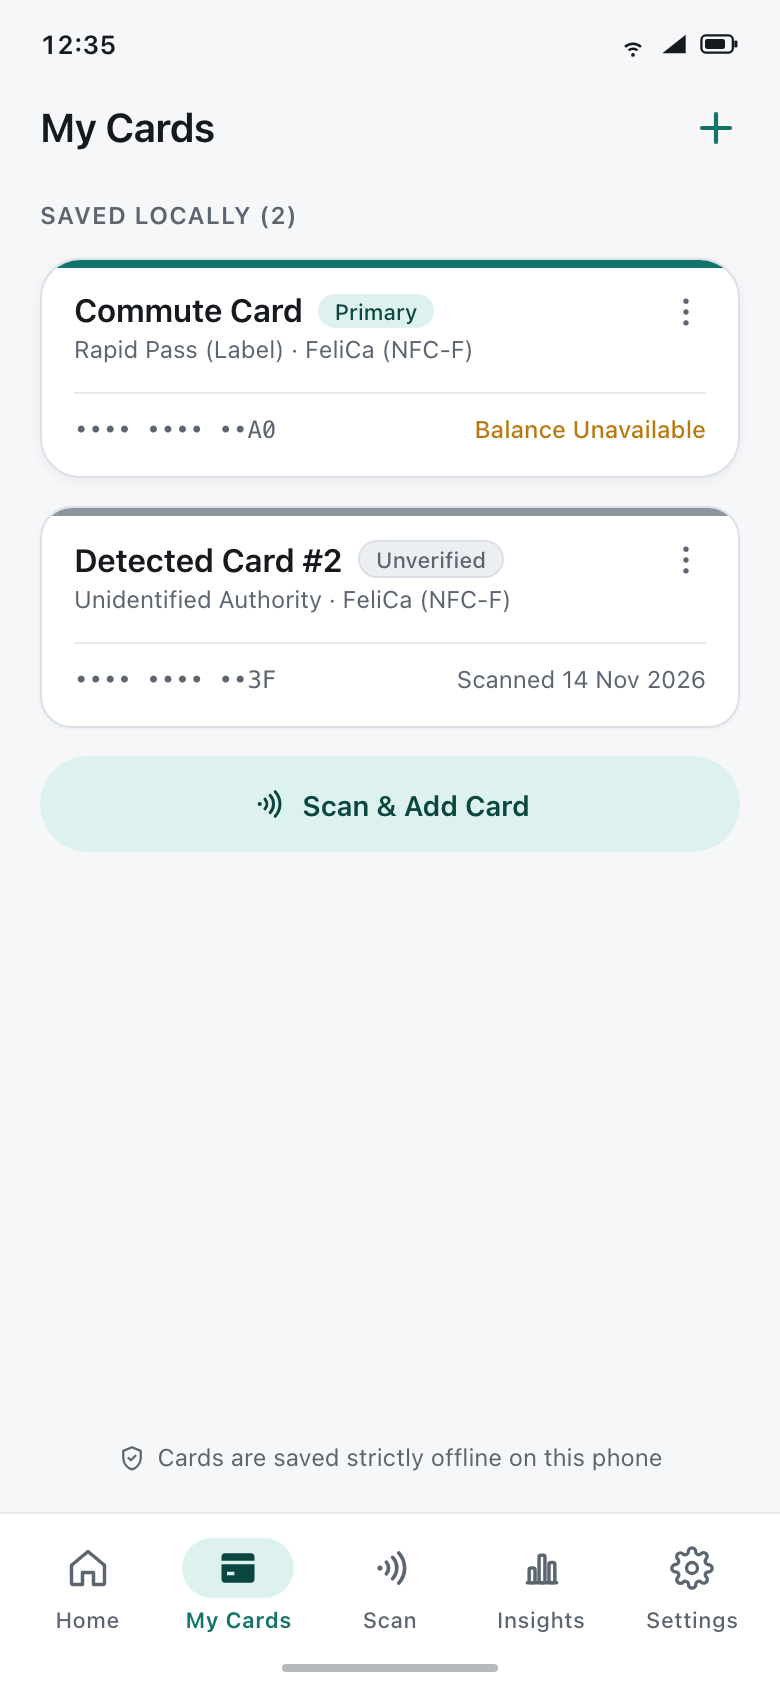 12:35
My Cards
SAVED LOCALLY (2)
Commute Card Primary
Rapid Pass (Label) · FeliCa (NFC-F)
•••• •••• ••A0 Balance Unavailable
Detected Card #2 Unverified
Unidentified Authority · FeliCa (NFC-F)
•••• •••• ••3F Scanned 14 Nov 2026
Scan & Add Card
Cards are saved strictly offline on this phone
Home My Cards Scan Insights Settings